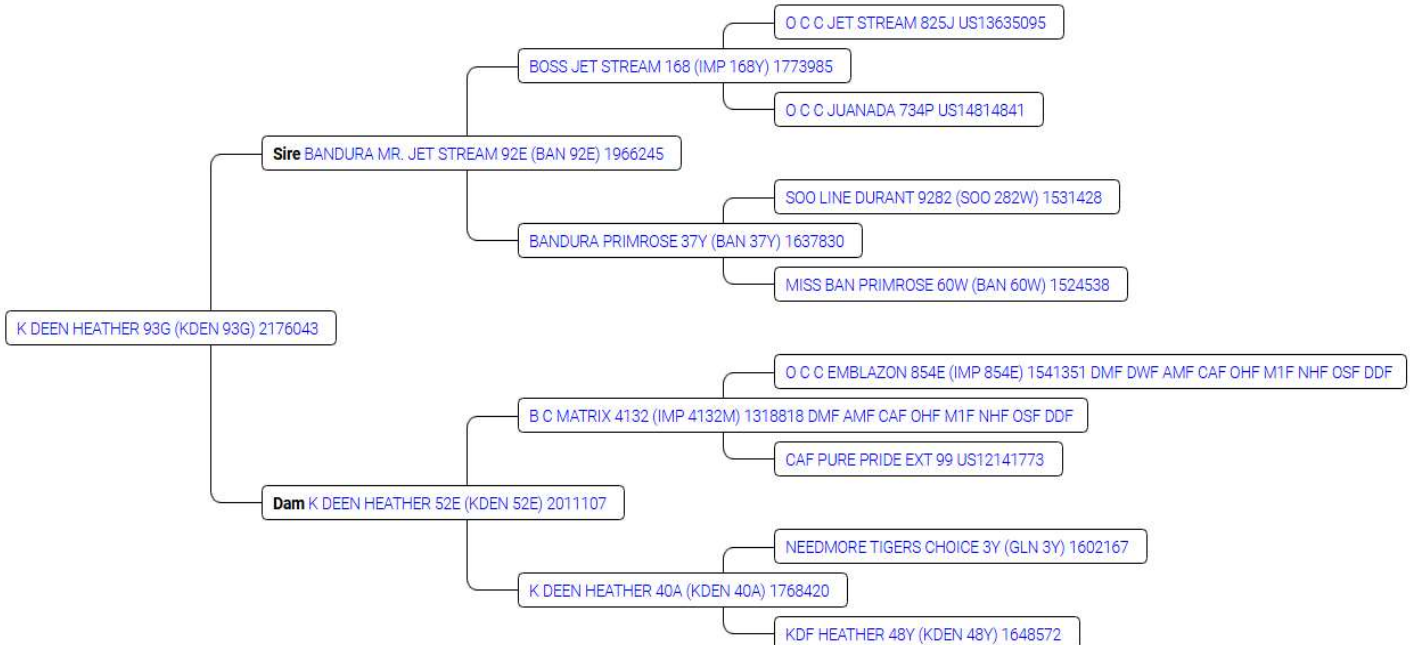 O C C JET STREAM 825J US13635095
BOSS JET STREAM 168 (IMP 168Y) 1773985
O C C JUANADA 734P US14814841
Sire BANDURA MR. JET STREAM 92E (BAN 92E) 1966245
SOO LINE DURANT 9282 (SOO 282W) 1531428
BANDURA PRIMROSE 37Y (BAN 37Y) 1637830
MISS BAN PRIMROSE 60W (BAN 60W) 1524538
K DEEN HEATHER 93G (KDEN 93G) 2176043
O C C EMBLAZON 854E (IMP 854E) 1541351 DMF DWF AMF CAF OHF M1F NHF OSF DDF
B C MATRIX 4132 (IMP 4132M) 1318818 DMF AMF CAF OHF M1F NHF OSF DDF
CAF PURE PRIDE EXT 99 US12141773
Dam K DEEN HEATHER 52E (KDEN 52E) 2011107
NEEDMORE TIGERS CHOICE 3Y (GLN 3Y) 1602167
K DEEN HEATHER 40A (KDEN 40A) 1768420
KDF HEATHER 48Y (KDEN 48Y) 1648572